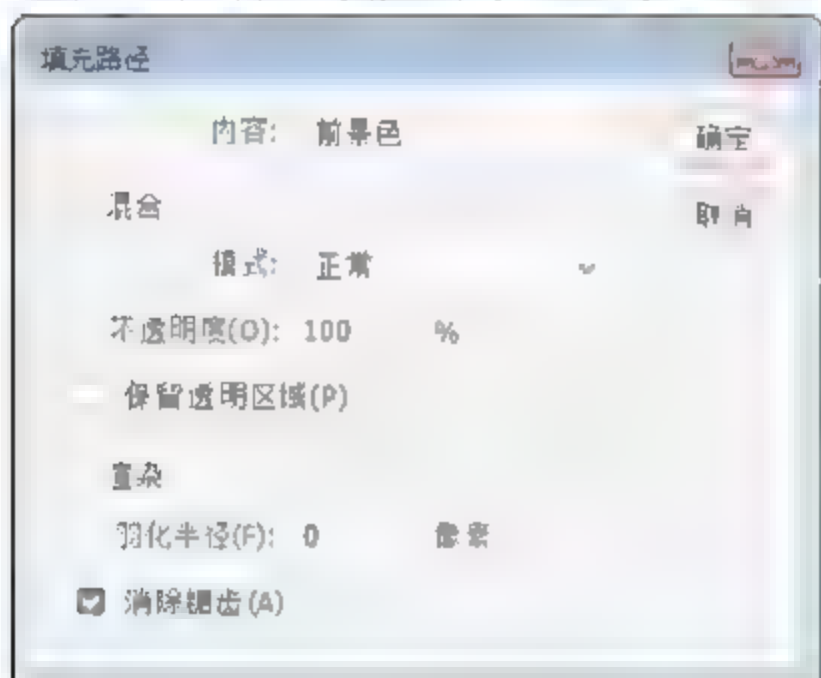 填充路径
内容: 前景色
确定
混合
取消
模式: 正常
不透明度(O): 100 %
保留透明区域(P)
渲染
羽化半径(F): 0 像素
消除锯齿(A)